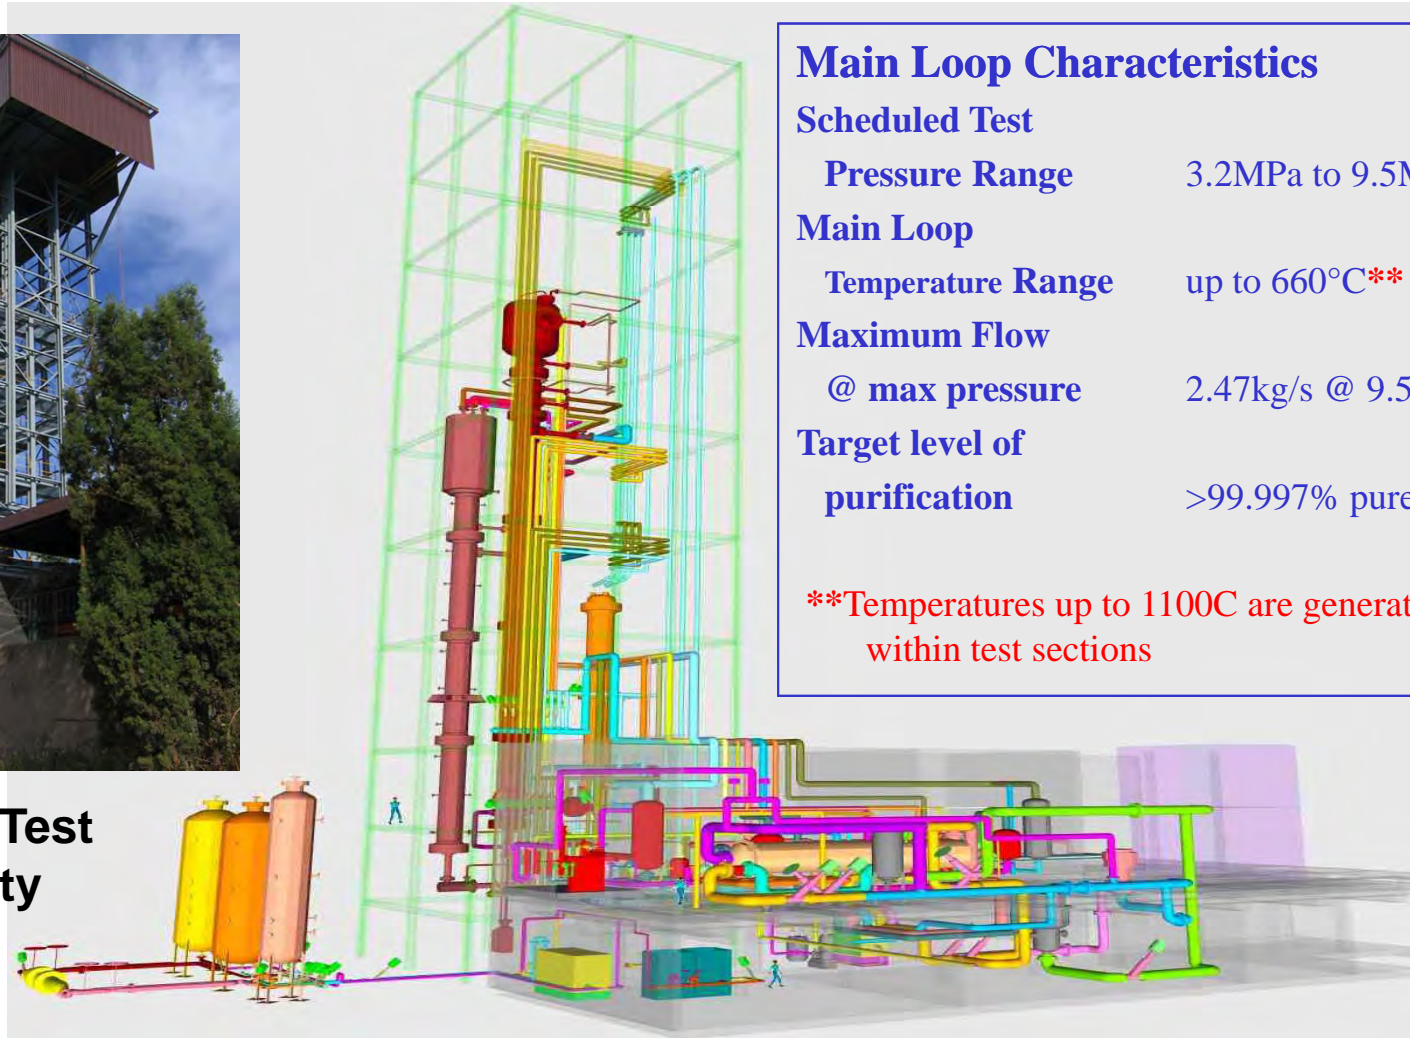 Main Loop Characteristics
Scheduled Test
Pressure Range 3.2MPa to 9.5M
Main Loop
Temperature Range up to 660°C**
Maximum Flow
@ max pressure 2.47kg/s @ 9.5
Target level of
purification >99.997% pure
**Temperatures up to 1100C are generat
within test sections
Test
ty